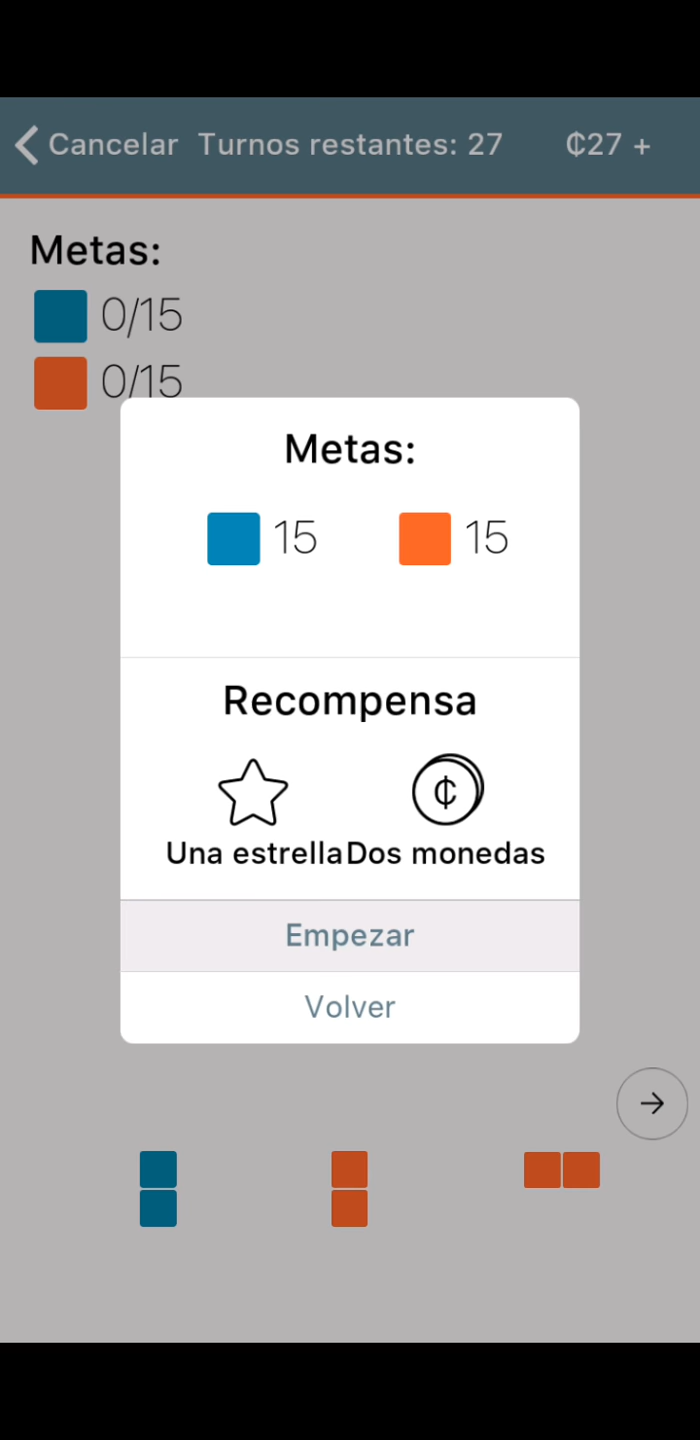 Cancelar Turnos restantes: 27 ₵27 +
Metas:
0/15
0/15
Metas:
15 15
Recompensa
₵
Una estrella Dos monedas
Empezar
Volver